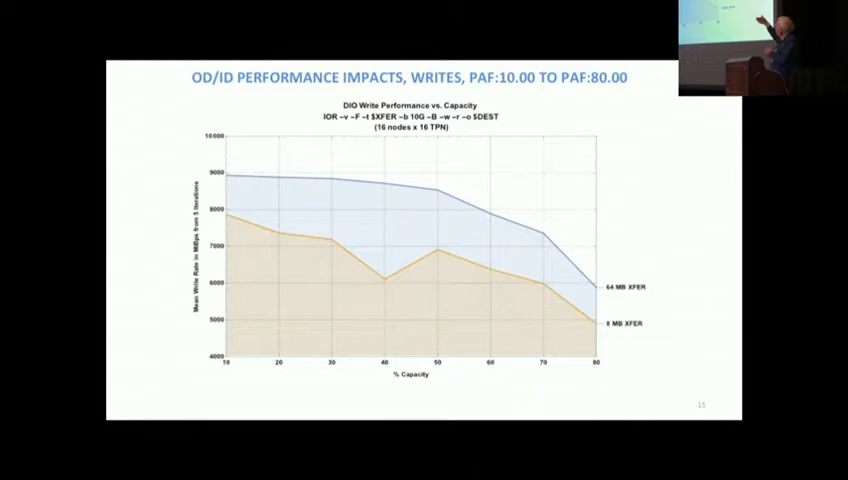 OD/ID PERFORMANCE IMPACTS, WRITES, PAF:10.00 TO PAF:80.00
DIO Write Performance vs. Capacity
IOR –v –F –t $XFER –b 10G –B –w –r –o $DEST
(16 nodes x 16 TPN)
Mean Write Rate in MiBps from 5 Iterations
10000
9000
8000
7000
6000
5000
4000
64 MB XFER
8 MB XFER
10 20 30 40 50 60 70 80
% Capacity
15